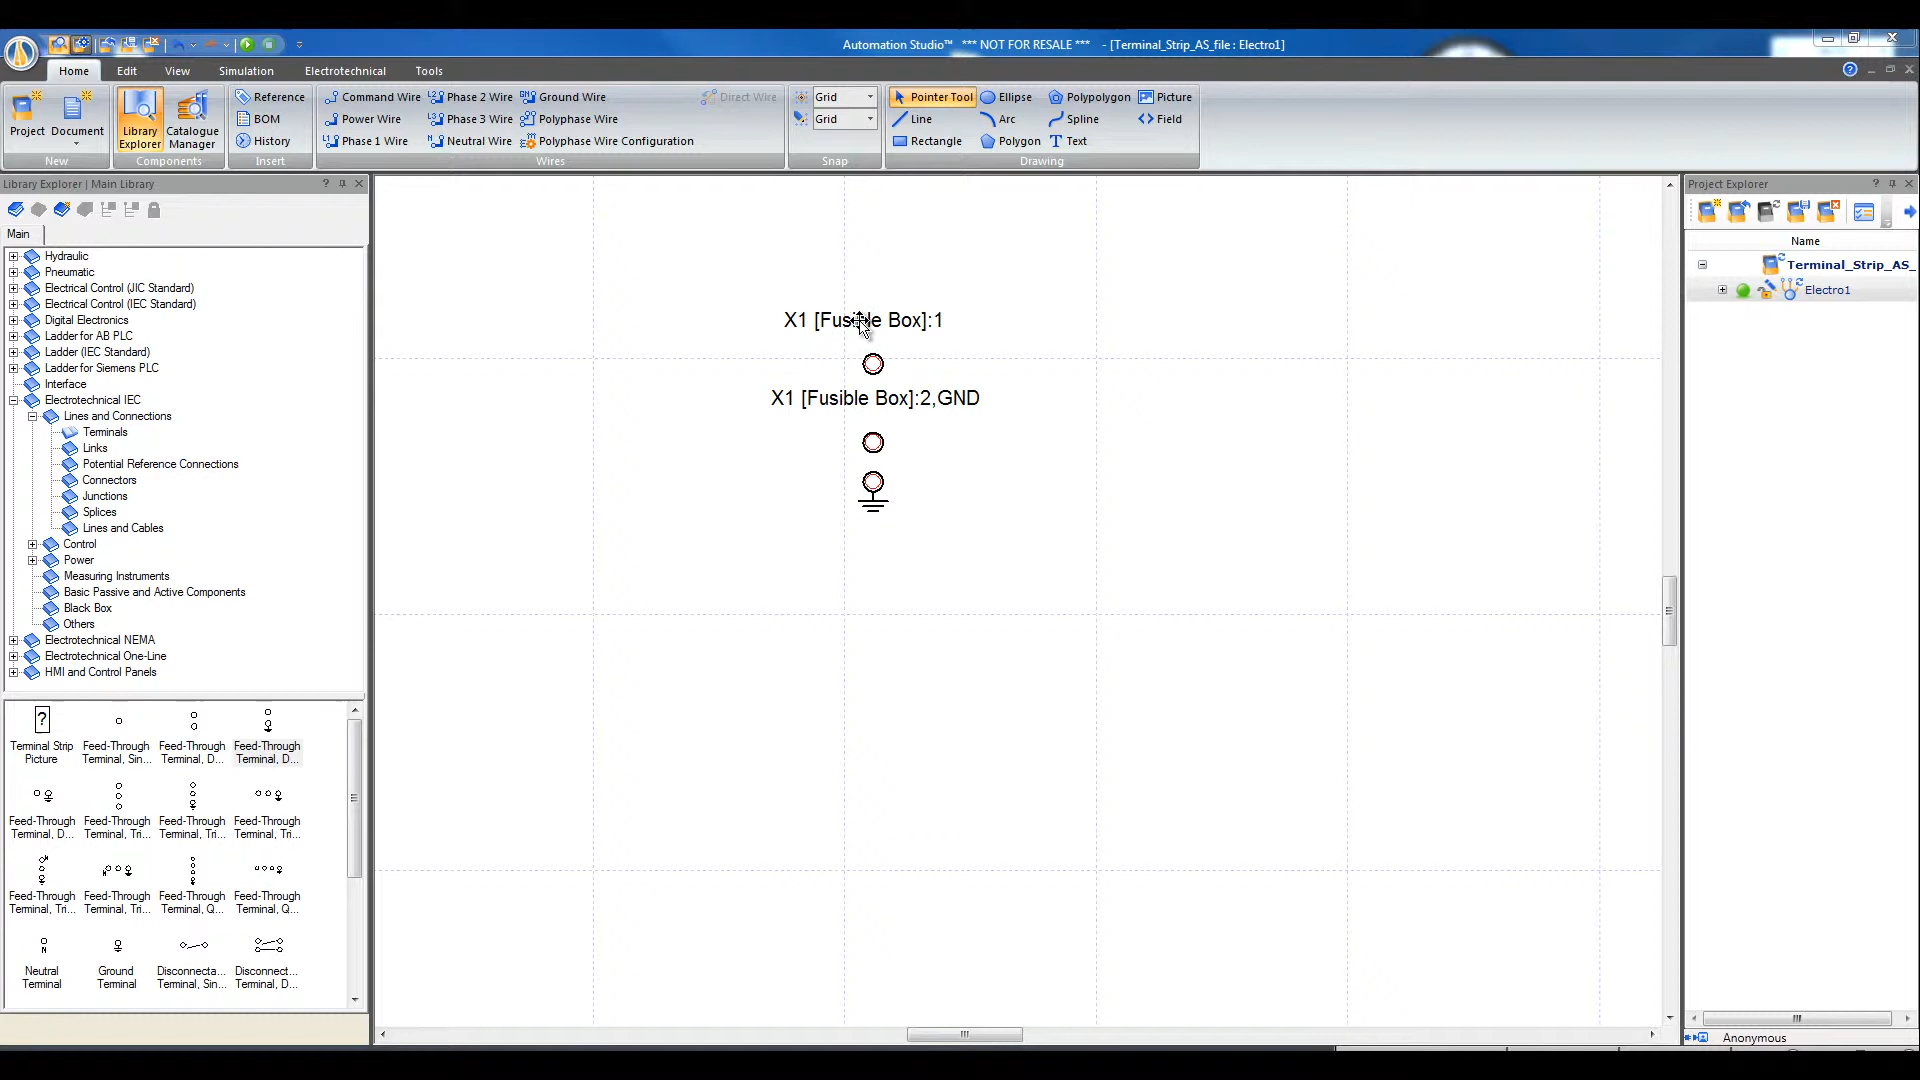 Automation Studio™ *** NOT FOR RESALE *** - [Terminal_Strip_AS_file : Electro1]
Home Edit View Simulation Electrotechnical Tools
Project
Document
New
Library Explorer
Catalogue Manager
Components
Reference
BOM
History
Insert
Command Wire
Power Wire
Phase 1 Wire
Phase 2 Wire
Phase 3 Wire
Neutral Wire
Ground Wire
Polyphase Wire
Polyphase Wire Configuration
Direct Wire
Wires
Grid
Grid
Snap
Pointer Tool
Line
Rectangle
Ellipse
Arc
Polygon
Polypolygon
Spline
Text
Picture
Field
Drawing
Library Explorer | Main Library
Main
Hydraulic
Pneumatic
Electrical Control (JIC Standard)
Electrical Control (IEC Standard)
Digital Electronics
Ladder for AB PLC
Ladder (IEC Standard)
Ladder for Siemens PLC
Interface
Electrotechnical IEC
Lines and Connections
Terminals
Links
Potential Reference Connections
Connectors
Junctions
Splices
Lines and Cables
Control
Power
Measuring Instruments
Basic Passive and Active Components
Black Box
Others
Electrotechnical NEMA
Electrotechnical One-Line
HMI and Control Panels
Terminal Strip Picture
Feed-Through Terminal, Sin...
Feed-Through Terminal, D...
Feed-Through Terminal, D...
Feed-Through Terminal, D...
Feed-Through Terminal, Tri...
Feed-Through Terminal, Tri...
Feed-Through Terminal, Tri...
Feed-Through Terminal, Tri...
Feed-Through Terminal, Tri...
Feed-Through Terminal, Q...
Feed-Through Terminal, Q...
Neutral Terminal
Ground Terminal
Disconnecta... Terminal, Sin...
Disconnect... Terminal, D...
X1 [Fusible Box]:1
X1 [Fusible Box]:2,GND
Project Explorer
Name
Terminal_Strip_AS_
Electro1
Anonymous